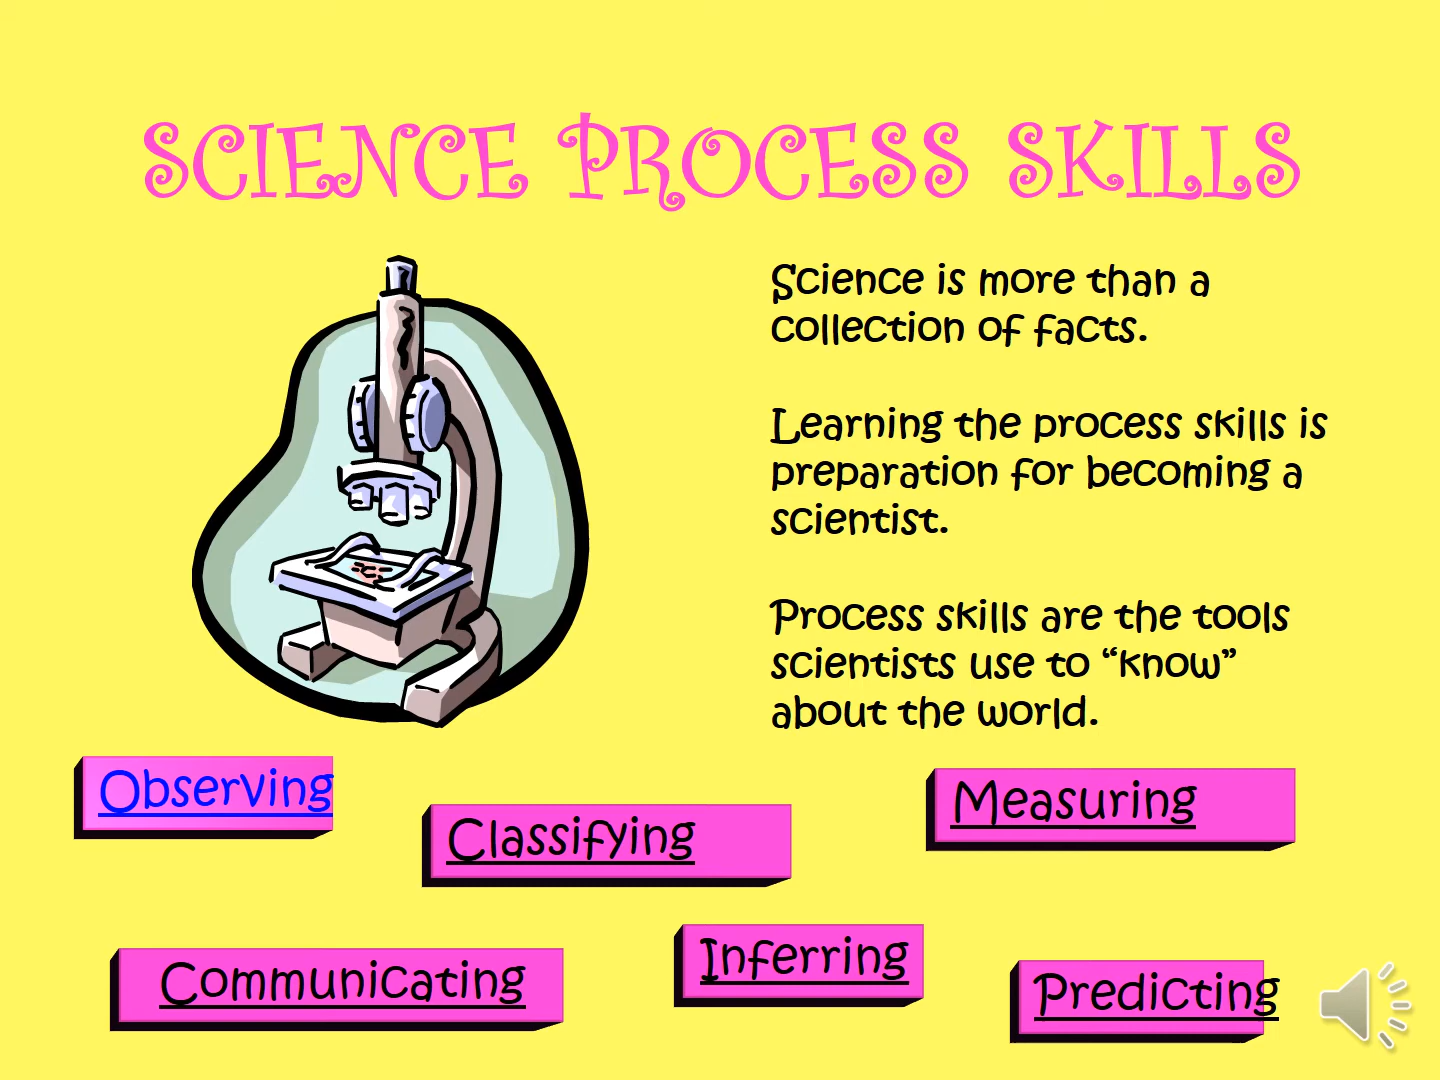 SCIENCE PROCESS SKILLS
Science is more than a
collection of facts.
Learning the process skills is
preparation for becoming a
scientist.
Process skills are the tools
scientists use to “know”
about the world.
Observing
Classifying
Measuring
Communicating
Inferring
Predicting